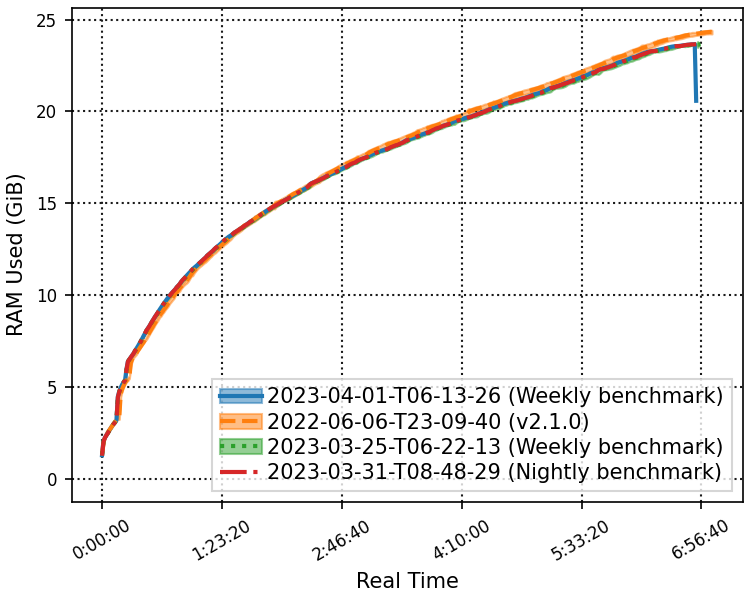 25
20
15
10
5
0
RAM Used (GiB)
2023-04-01-T06-13-26 (Weekly benchmark)
2022-06-06-T23-09-40 (v2.1.0)
2023-03-25-T06-22-13 (Weekly benchmark)
2023-03-31-T08-48-29 (Nightly benchmark)
0:00:00
1:23:20
2:46:40
4:10:00
5:33:20
6:56:40
Real Time